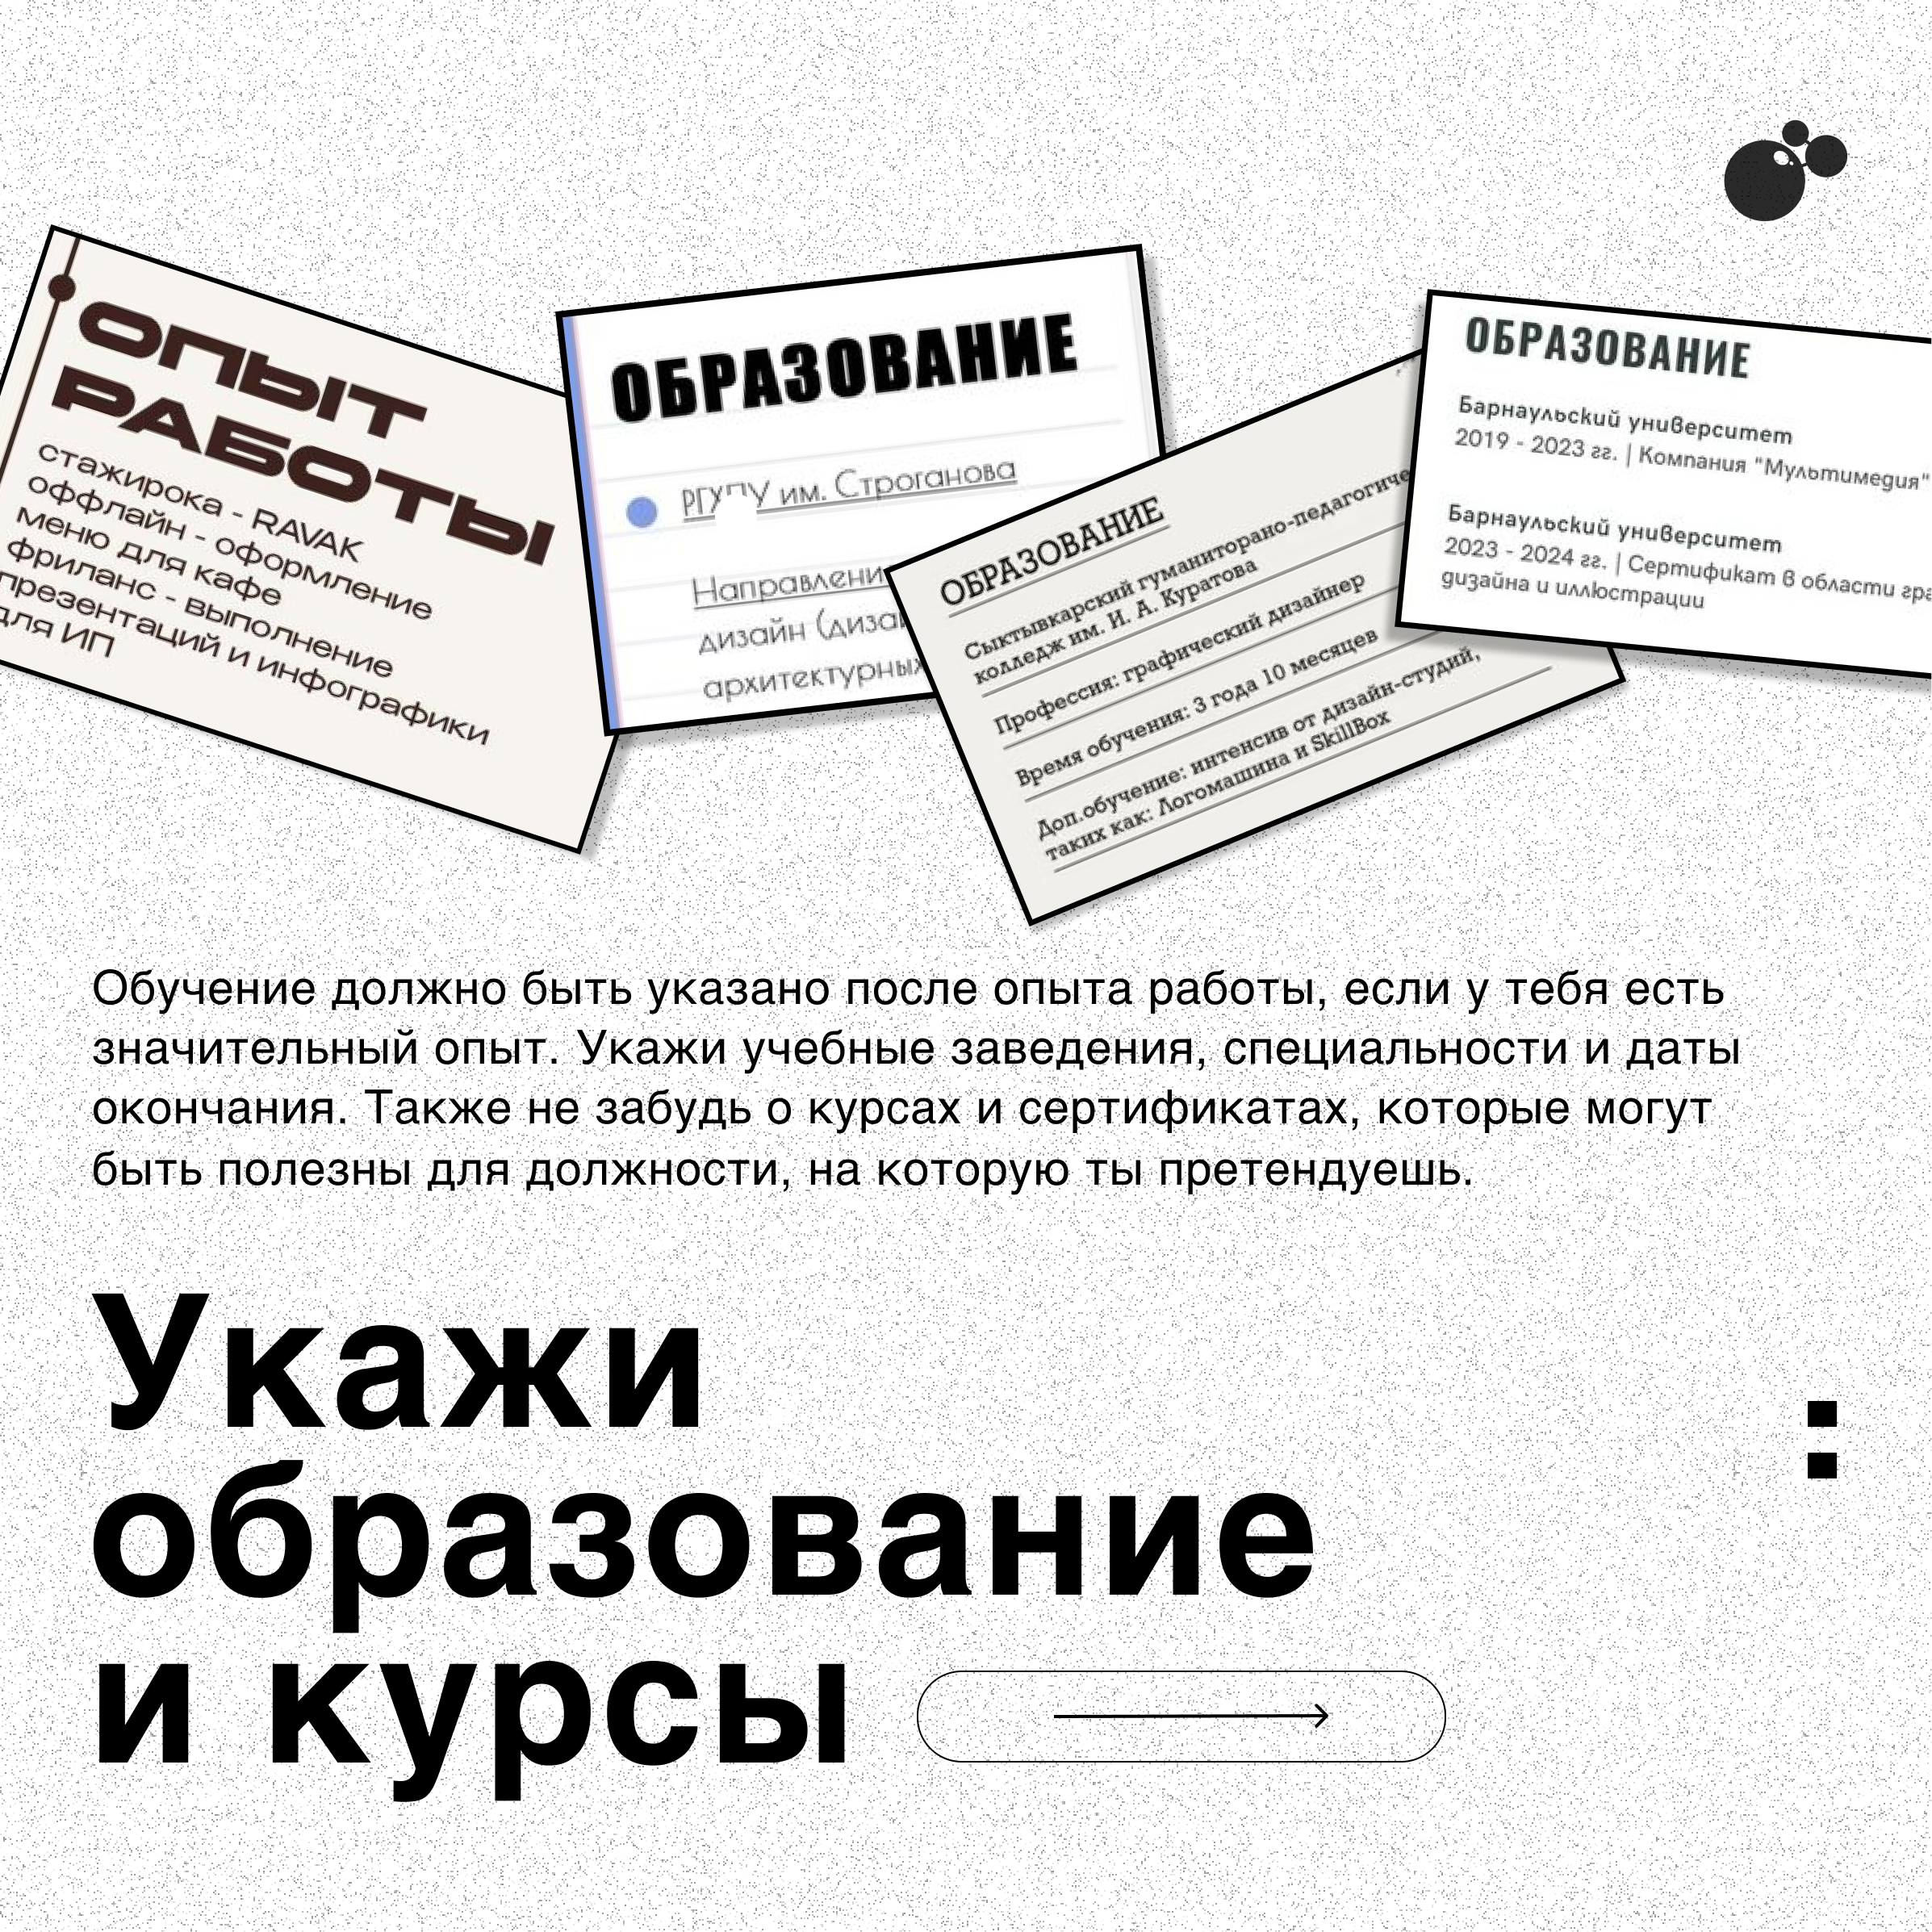 ОПЫТ
РАБОТЫ
стажирока - RAVAK
оффлайн - оформление
меню для кафе
фриланс - выполнение
презентаций и инфографики
для ИП
ОБРАЗОВАНИЕ
им. Строганова
дизайн
архитектурных
ОБРАЗОВАНИЕ
Сыктывкарский гуманиторано-педагогиче
колледж им. И. А. Куратова
Профессия: графический дизайнер
Время обучения: 3 года 10 месяцев
Доп.обучение: интенсив от дизайн-студий,
таких как: Логомашина и SkillBox
ОБРАЗОВАНИЕ
Барнаульский университет
2019 - 2023 гг. | Компания "Мультимедия"
Барнаульский университет
2023 - 2024 гг. | Сертификат в области гра
дизайна и иллюстрации
Обучение должно быть указано после опыта работы, если у тебя есть
значительный опыт. Укажи учебные заведения, специальности и даты
окончания. Также не забудь о курсах и сертификатах, которые могут
быть полезны для должности, на которую ты претендуешь.
Укажи
образование
и курсы